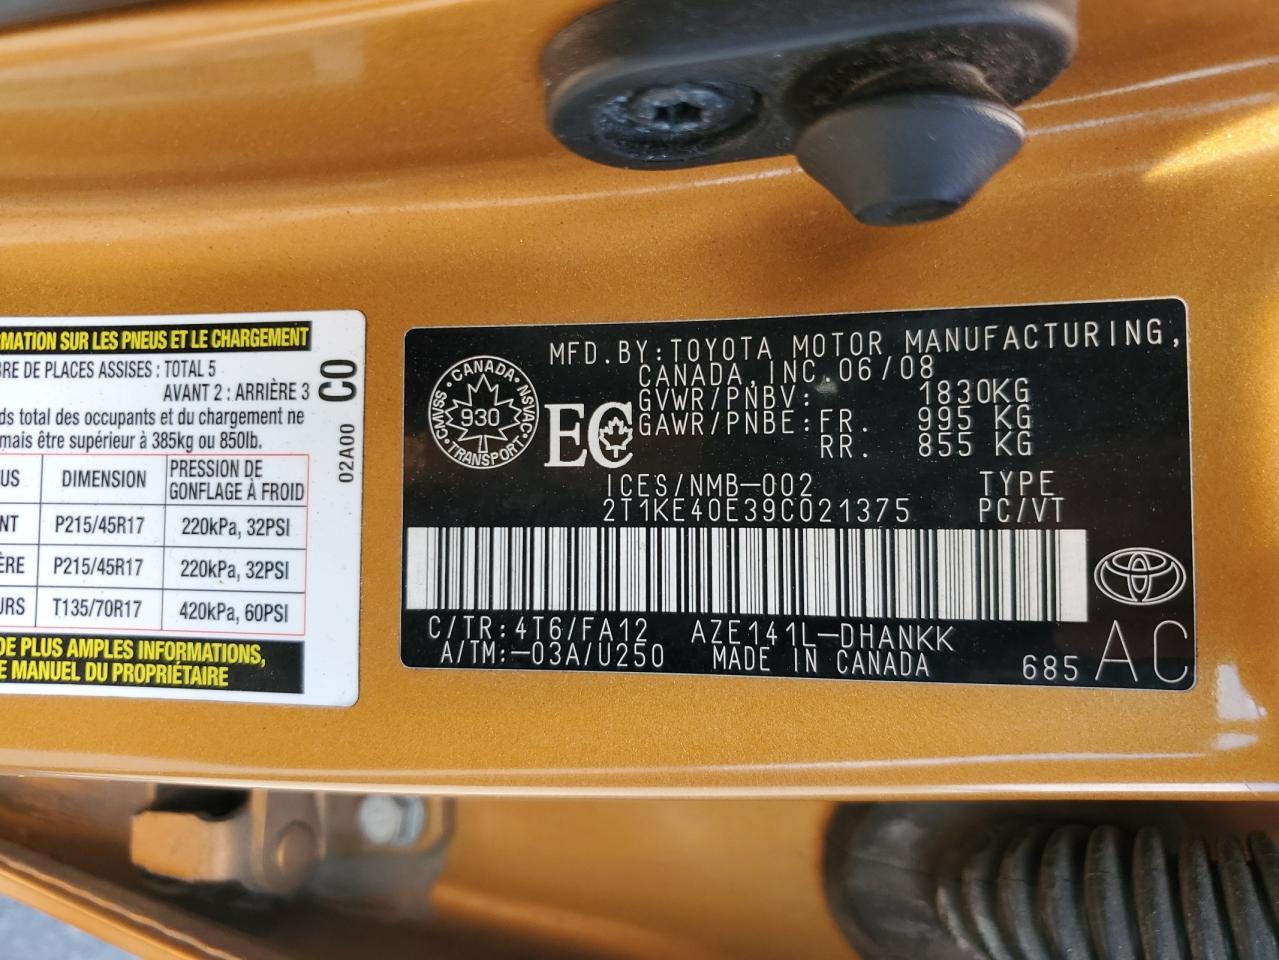 RMATION SUR LES PNEUS ET LE CHARGEMENT
BRE DE PLACES ASSISES : TOTAL 5
AVANT 2 : ARRIÈRE 3
ds total des occupants et du chargement ne
mais être supérieur à 385kg ou 850lb.
US DIMENSION PRESSION DE GONFLAGE À FROID
NT P215/45R17 220kPa, 32PSI
ÈRE P215/45R17 220kPa, 32PSI
URS T135/70R17 420kPa, 60PSI
DE PLUS AMPLES INFORMATIONS,
E MANUEL DU PROPRIÉTAIRE
CO
02A00
MFD.BY:TOYOTA MOTOR MANUFACTURING,
CANADA,INC.06/08
GVWR/PNBV: 1830KG
GAWR/PNBE:FR. 995 KG
RR. 855 KG
CANADA
CMVSS 930 NSVAC
TRANSPORT
EC
ICES/NMB-002 TYPE
2T1KE40E39C021375 PC/VT
C/TR:4T6/FA12 AZE141L-DHANKK
A/TM:-03A/U250 MADE IN CANADA
685 AC